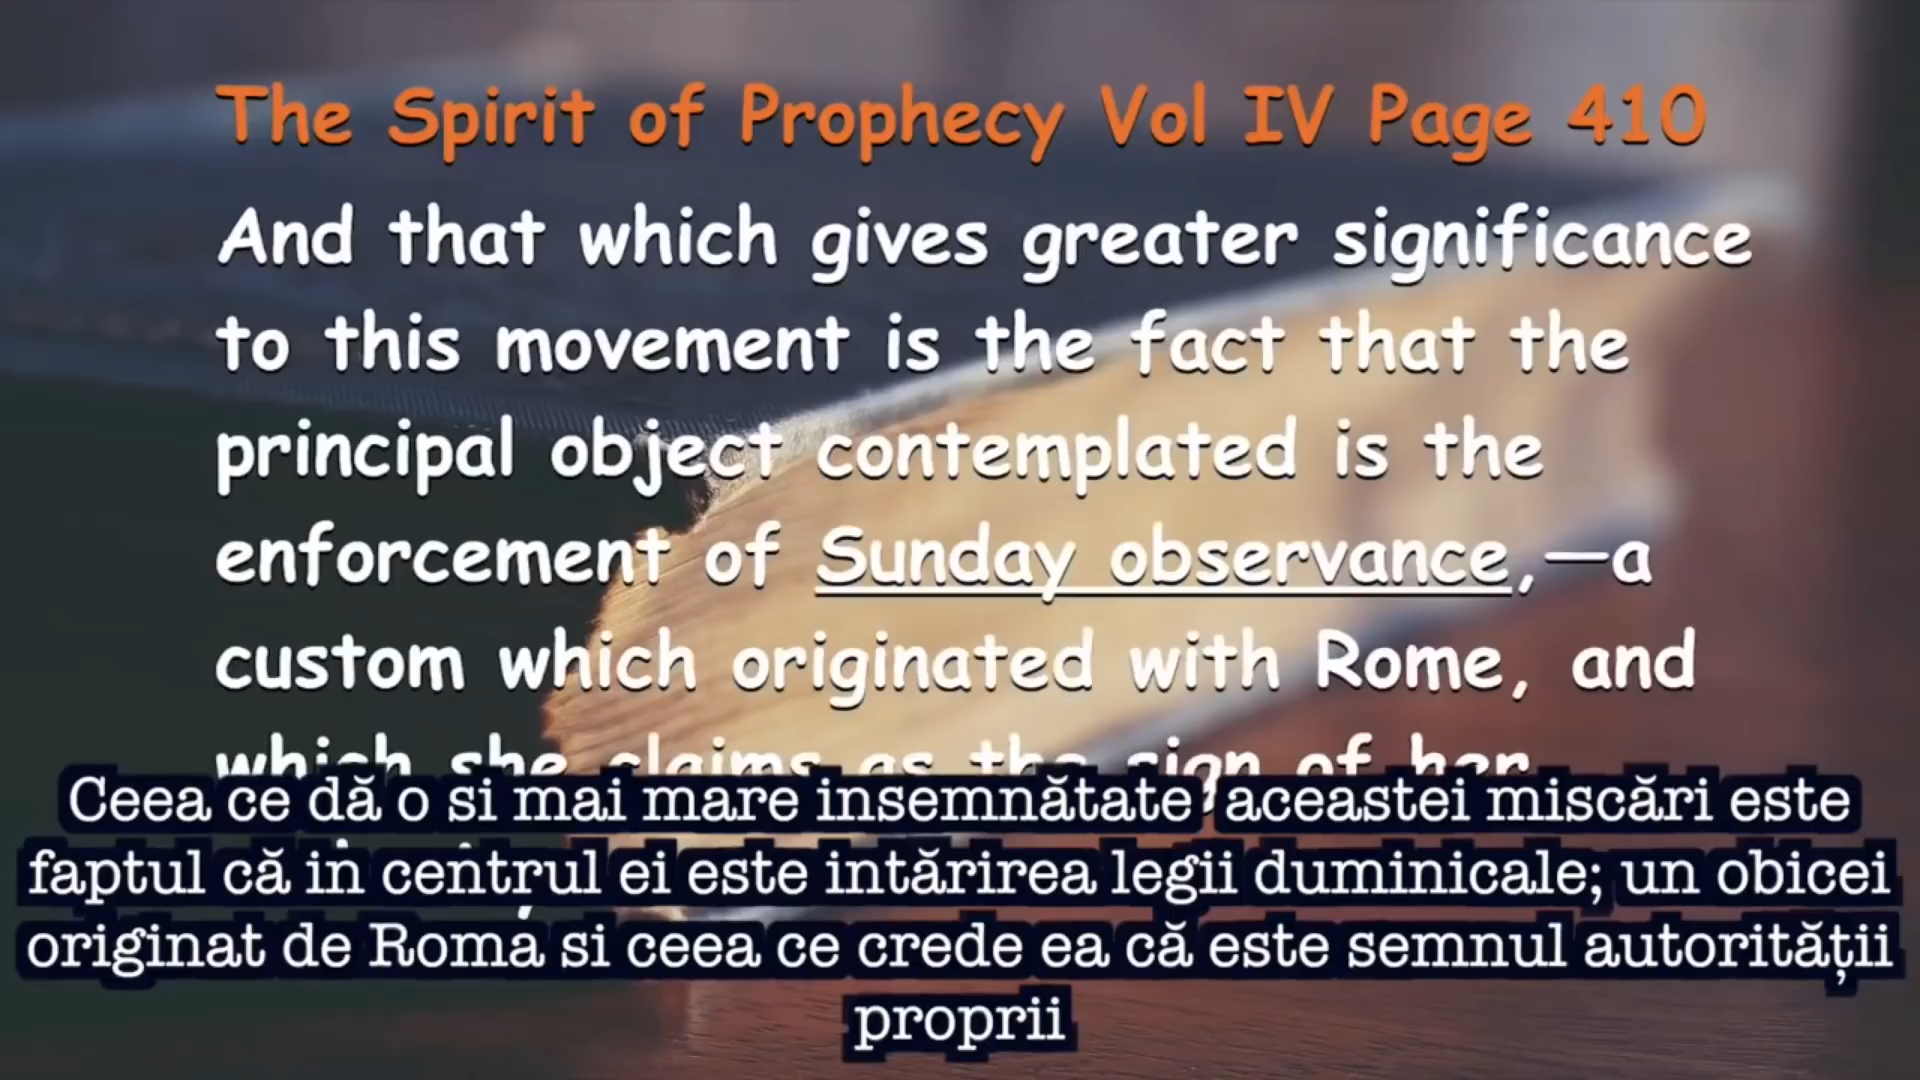 The Spirit of Prophecy Vol IV Page 410
And that which gives greater significance
to this movement is the fact that the
principal object contemplated is the
enforcement of Sunday observance,—a
custom which originated with Rome, and
which she claims as the sign of her
Ceea ce dă o si mai mare insemnătate aceastei miscări este
faptul că in centrul ei este intărirea legii duminicale; un obicei
originat de Roma si ceea ce crede ea că este semnul autorității
proprii